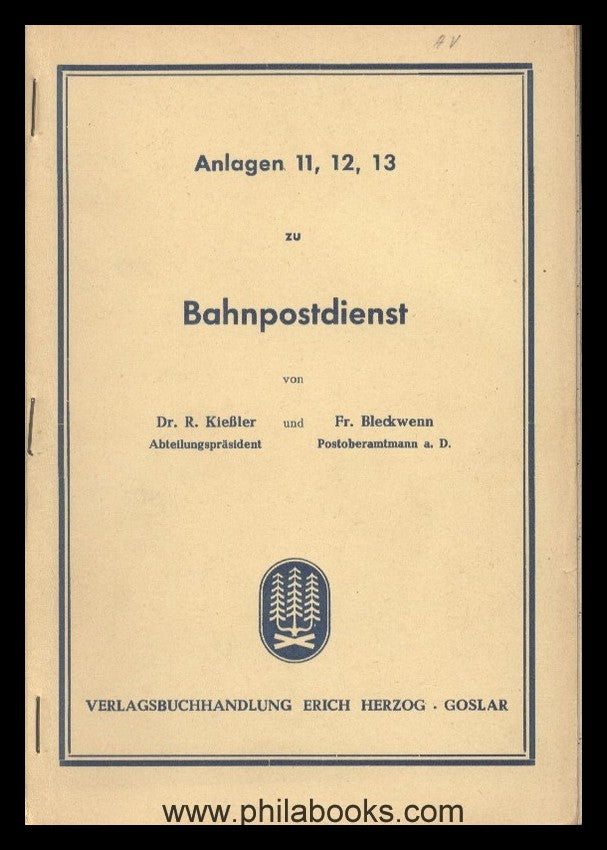 AV
Anlagen 11, 12, 13
zu
Bahnpostdienst
von
Dr. R. Kießler und Fr. Bleckwenn
Abteilungspräsident Postoberamtmann a. D.
VERLAGSBUCHHANDLUNG ERICH HERZOG · GOSLAR
www.philabooks.com